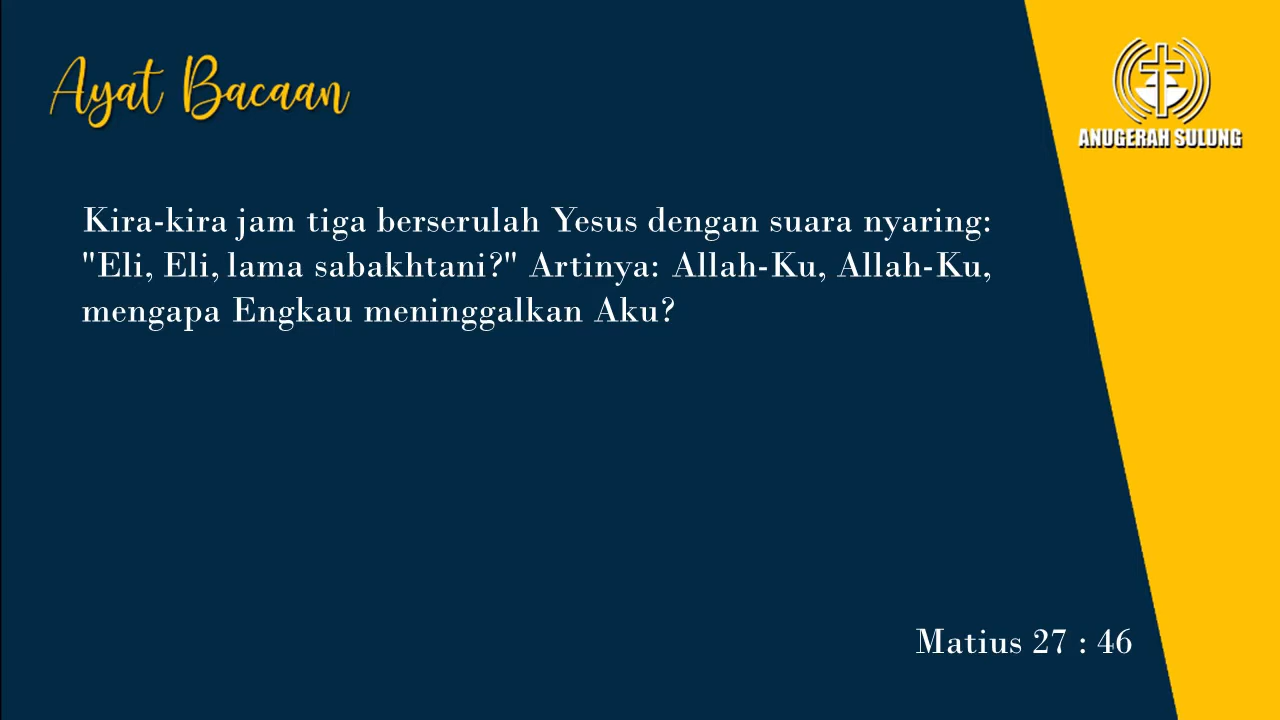 Ayat Bacaan
ANUGERAH SULUNG
Kira-kira jam tiga berserulah Yesus dengan suara nyaring:
"Eli, Eli, lama sabakhtani?" Artinya: Allah-Ku, Allah-Ku,
mengapa Engkau meninggalkan Aku?
Matius 27 : 46